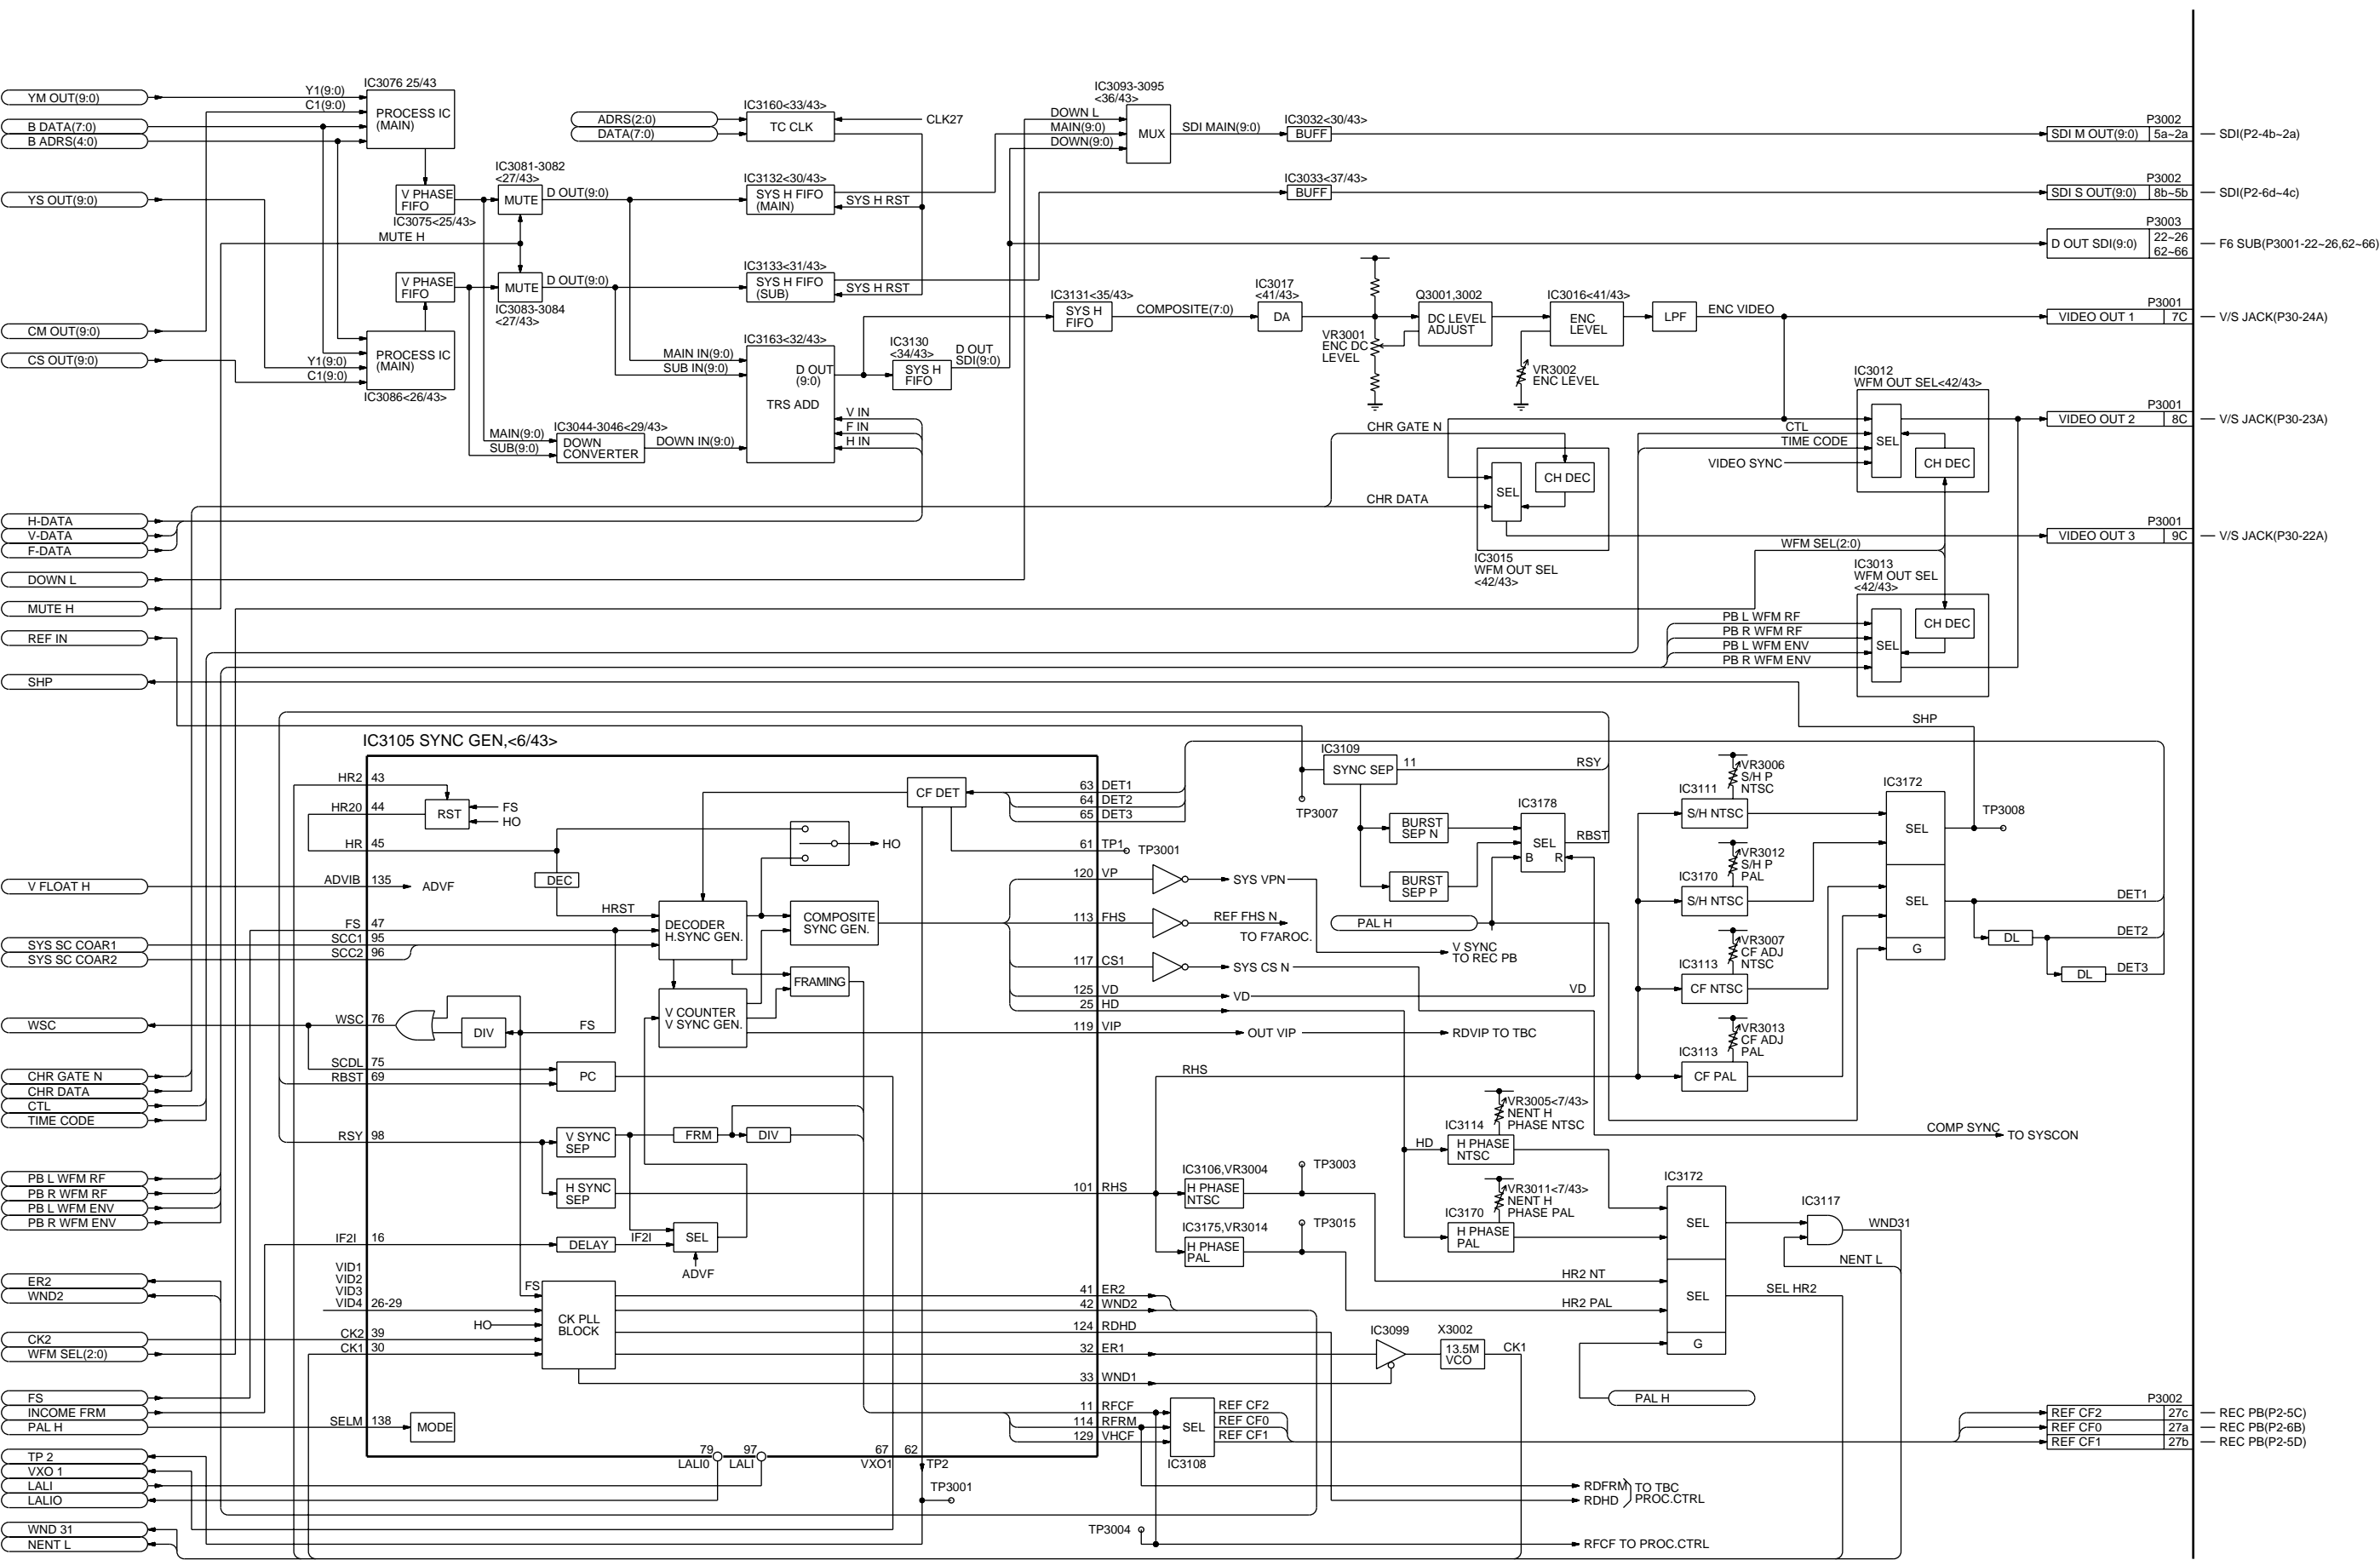 YM OUT(9:0)
B DATA(7:0)
B ADRS(4:0)
YS OUT(9:0)
CM OUT(9:0)
CS OUT(9:0)
H-DATA
V-DATA
F-DATA
DOWN L
MUTE H
REF IN
SHP
V FLOAT H
SYS SC COAR1
SYS SC COAR2
WSC
CHR GATE N
CHR DATA
CTL
TIME CODE
PB L WFM RF
PB R WFM RF
PB L WFM ENV
PB R WFM ENV
ER2
WND2
CK2
WFM SEL(2:0)
FS
INCOME FRM
PAL H
TP 2
VXO 1
LALI
LALIO
WND 31
NENT L
IC3076 25/43
Y1(9:0)
C1(9:0)
PROCESS IC
(MAIN)
V PHASE
FIFO
IC3075<25/43>
MUTE H
IC3081-3082
<27/43>
MUTE
D OUT(9:0)
V PHASE
FIFO
MUTE
D OUT(9:0)
IC3083-3084
<27/43>
PROCESS IC
(MAIN)
Y1(9:0)
C1(9:0)
IC3086<26/43>
ADRS(2:0)
DATA(7:0)
IC3160<33/43>
TC CLK
CLK27
IC3132<30/43>
SYS H FIFO
(MAIN)
SYS H RST
IC3133<31/43>
SYS H FIFO
(SUB)
SYS H RST
IC3163<32/43>
MAIN IN(9:0)
SUB IN(9:0)
D OUT
(9:0)
TRS ADD
V IN
F IN
H IN
MAIN(9:0)
SUB(9:0)
IC3044-3046<29/43>
DOWN
CONVERTER
DOWN IN(9:0)
IC3130
<34/43>
SYS H
FIFO
D OUT
SDI(9:0)
IC3093-3095
<36/43>
DOWN L
MAIN(9:0)
DOWN(9:0)
MUX
SDI MAIN(9:0)
IC3032<30/43>
BUFF
IC3033<37/43>
BUFF
IC3131<35/43>
SYS H
FIFO
COMPOSITE(7:0)
IC3017
<41/43>
DA
VR3001
ENC DC
LEVEL
Q3001,3002
DC LEVEL
ADJUST
IC3016<41/43>
ENC
LEVEL
VR3002
ENC LEVEL
LPF
ENC VIDEO
CHR GATE N
CHR DATA
SEL
CH DEC
IC3015
WFM OUT SEL
<42/43>
IC3012
WFM OUT SEL<42/43>
CTL
TIME CODE
VIDEO SYNC
SEL
CH DEC
WFM SEL(2:0)
IC3013
WFM OUT SEL
<42/43>
PB L WFM RF
PB R WFM RF
PB L WFM ENV
PB R WFM ENV
SEL
CH DEC
P3002
SDI M OUT(9:0) 5a~2a
SDI(P2-4b~2a)
P3002
SDI S OUT(9:0) 8b~5b
SDI(P2-6d~4c)
P3003
D OUT SDI(9:0) 22~26
62~66
F6 SUB(P3001-22~26,62~66)
P3001
VIDEO OUT 1 7C
V/S JACK(P30-24A)
P3001
VIDEO OUT 2 8C
V/S JACK(P30-23A)
P3001
VIDEO OUT 3 9C
V/S JACK(P30-22A)
IC3105 SYNC GEN,<6/43>
HR2 43
HR20 44
HR 45
RST
FS
HO
ADVIB 135
ADVF
FS 47
SCC1 95
SCC2 96
DEC
HRST
DECODER
H.SYNC GEN.
CF DET
HO
COMPOSITE
SYNC GEN.
FRAMING
V COUNTER
V SYNC GEN.
WSC 76
DIV
FS
SCDL 75
RBST 69
PC
RSY 98
V SYNC
SEP
FRM
DIV
H SYNC
SEP
IF2I 16
DELAY
IF2I
SEL
ADVF
VID1
VID2
VID3
VID4 26-29
FS
HO
CK2 39
CK1 30
CK PLL
BLOCK
SELM 138
MODE
79
LALI0
97
LALI
67
VXO1
62
TP2
TP3001
63 DET1
64 DET2
65 DET3
61 TP1
TP3001
120 VP
SYS VPN
113 FHS
REF FHS N
TO F7AROC.
V SYNC
TO REC PB
117 CS1
SYS CS N
125 VD
VD
VD
25 HD
119 VIP
OUT VIP
RDVIP TO TBC
101 RHS
RHS
41 ER2
42 WND2
124 RDHD
32 ER1
33 WND1
11 RFCF
114 RFRM
129 VHCF
SEL
IC3108
REF CF2
REF CF0
REF CF1
IC3109
SYNC SEP
11
RSY
TP3007
BURST
SEP N
BURST
SEP P
IC3178
SEL
B R
RBST
PAL H
SHP
VR3006
S/H P
NTSC
IC3111
S/H NTSC
VR3012
S/H P
PAL
IC3170
S/H NTSC
VR3007
CF ADJ
NTSC
IC3113
CF NTSC
VR3013
CF ADJ
PAL
IC3113
CF PAL
IC3172
SEL
SEL
G
TP3008
DET1
DL
DET2
DL
DET3
COMP SYNC
TO SYSCON
VR3005<7/43>
NENT H
PHASE NTSC
IC3114
HD
H PHASE
NTSC
VR3011<7/43>
NENT H
PHASE PAL
IC3170
H PHASE
PAL
IC3106,VR3004
H PHASE
NTSC
TP3003
IC3175,VR3014
H PHASE
PAL
TP3015
HR2 NT
HR2 PAL
IC3172
SEL
SEL
G
IC3117
WND31
NENT L
SEL HR2
PAL H
IC3099
X3002
13.5M
VCO
CK1
RDFRM
RDHD
TO TBC
PROC.CTRL
TP3004
RFCF TO PROC.CTRL
P3002
REF CF2 27c
REC PB(P2-5C)
REF CF0 27a
REC PB(P2-6B)
REF CF1 27b
REC PB(P2-5D)